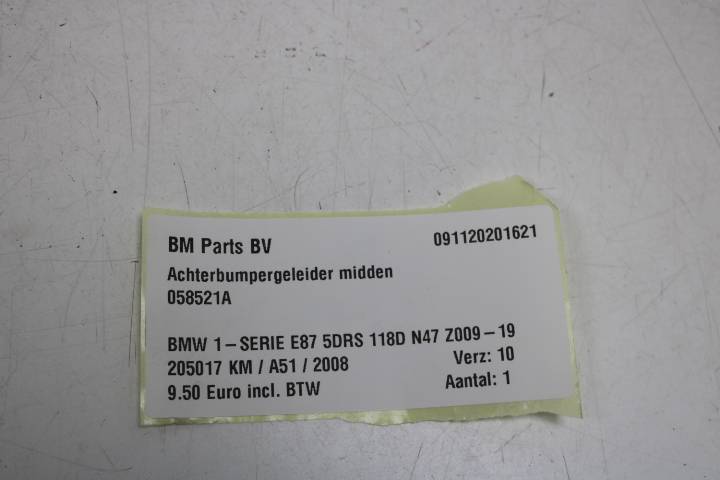 BM Parts BV 091120201621
Achterbumpergeleider midden
058521A
BMW 1-SERIE E87 5DRS 118D N47 Z009-19
205017 KM / A51 / 2008 Verz: 10
9.50 Euro incl. BTW Aantal: 1